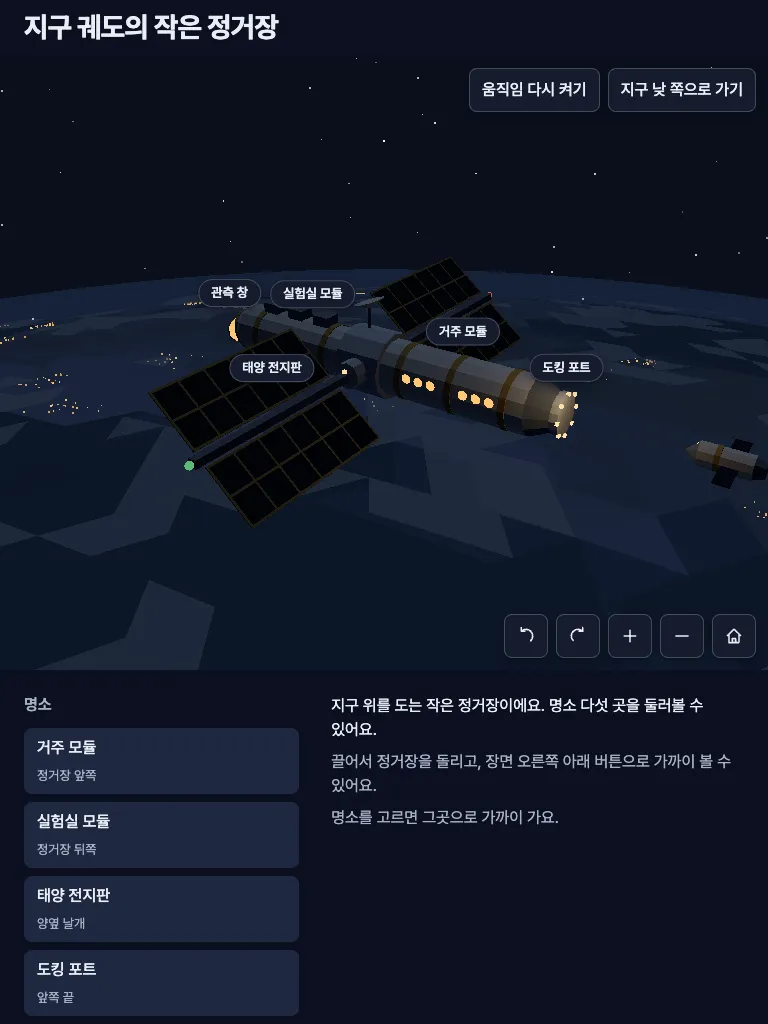 지구 궤도의 작은 정거장
움직임 다시 켜기
지구 낮 쪽으로 가기
관측 창
실험실 모듈
거주 모듈
태양 전지판
도킹 포트
명소
거주 모듈
정거장 앞쪽
실험실 모듈
정거장 뒤쪽
태양 전지판
양옆 날개
도킹 포트
앞쪽 끝
지구 위를 도는 작은 정거장이에요. 명소 다섯 곳을 둘러볼 수
있어요.
끌어서 정거장을 돌리고, 장면 오른쪽 아래 버튼으로 가까이 볼 수
있어요.
명소를 고르면 그곳으로 가까이 가요.